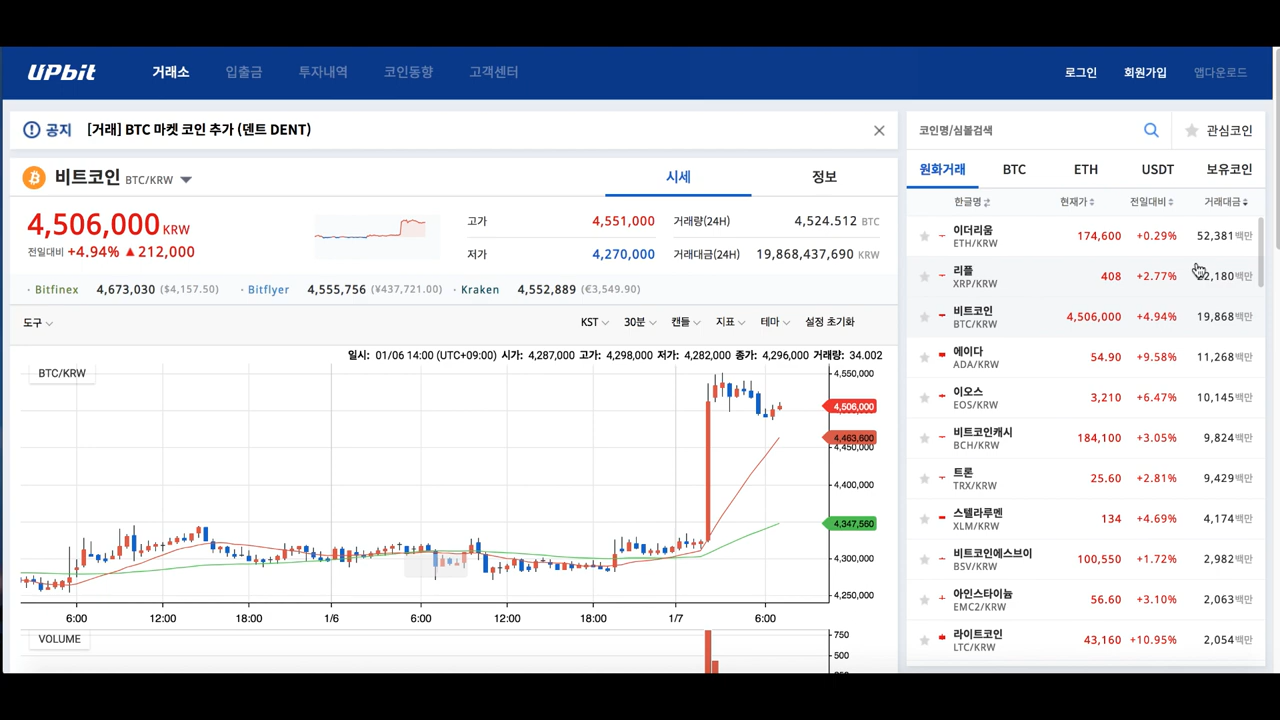 UPbit 거래소 입출금 투자내역 코인동향 고객센터 로그인 회원가입 앱다운로드
공지 [거래] BTC 마켓 코인 추가 (덴트 DENT)
비트코인 BTC/KRW 시세 정보
4,506,000 KRW
전일대비 +4.94% ▲ 212,000
고가 4,551,000 거래량(24H) 4,524.512 BTC
저가 4,270,000 거래대금(24H) 19,868,437,690 KRW
· Bitfinex 4,673,030 ($4,157.50) · Bitflyer 4,555,756 (¥437,721.00) · Kraken 4,552,889 (€3,549.90)
도구 KST 30분 캔들 지표 테마 설정 초기화
일시: 01/06 14:00 (UTC+09:00) 시가: 4,287,000 고가: 4,298,000 저가: 4,282,000 종가: 4,296,000 거래량: 34.002
BTC/KRW
4,550,000
4,506,000
4,463,600
4,450,000
4,400,000
4,347,560
4,300,000
4,250,000
6:00 12:00 18:00 1/6 6:00 12:00 18:00 1/7 6:00
VOLUME
750
500
코인명/심볼검색 관심코인
원화거래 BTC ETH USDT 보유코인
한글명 현재가 전일대비 거래대금
이더리움 174,600 +0.29% 52,381백만
ETH/KRW
리플 408 +2.77% 22,180백만
XRP/KRW
비트코인 4,506,000 +4.94% 19,868백만
BTC/KRW
에이다 54.90 +9.58% 11,268백만
ADA/KRW
이오스 3,210 +6.47% 10,145백만
EOS/KRW
비트코인캐시 184,100 +3.05% 9,824백만
BCH/KRW
트론 25.60 +2.81% 9,429백만
TRX/KRW
스텔라루멘 134 +4.69% 4,174백만
XLM/KRW
비트코인에스브이 100,550 +1.72% 2,982백만
BSV/KRW
아인스타이늄 56.60 +3.10% 2,063백만
EMC2/KRW
라이트코인 43,160 +10.95% 2,054백만
LTC/KRW